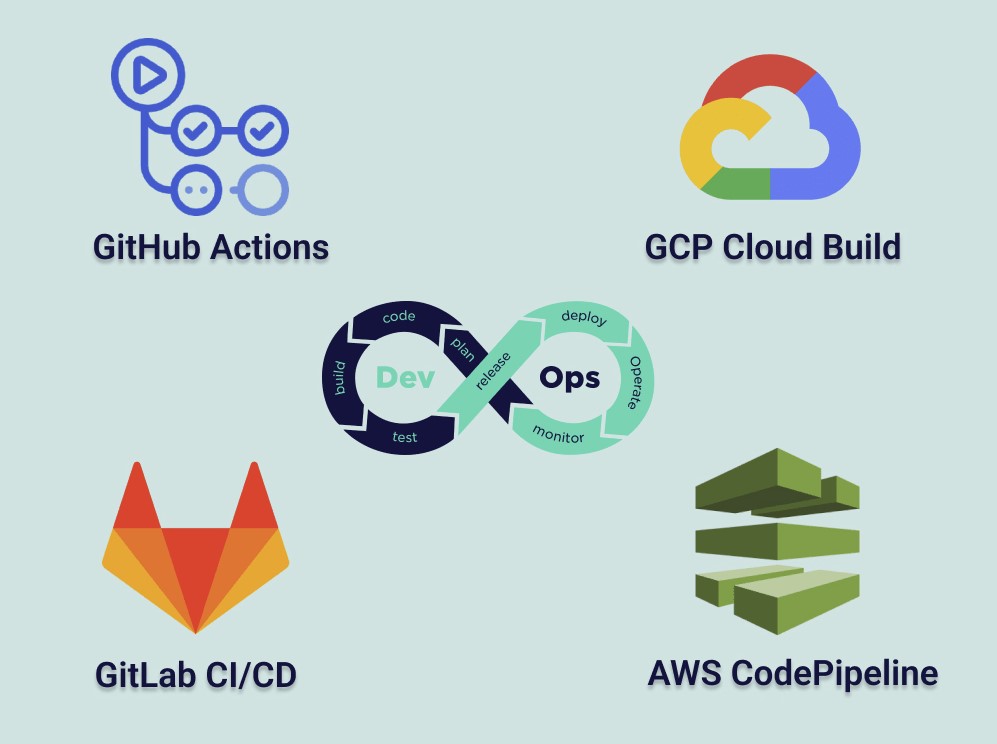 GitHub Actions
GCP Cloud Build
code
plan
build
Dev
test
release
deploy
Ops
Operate
monitor
GitLab CI/CD
AWS CodePipeline